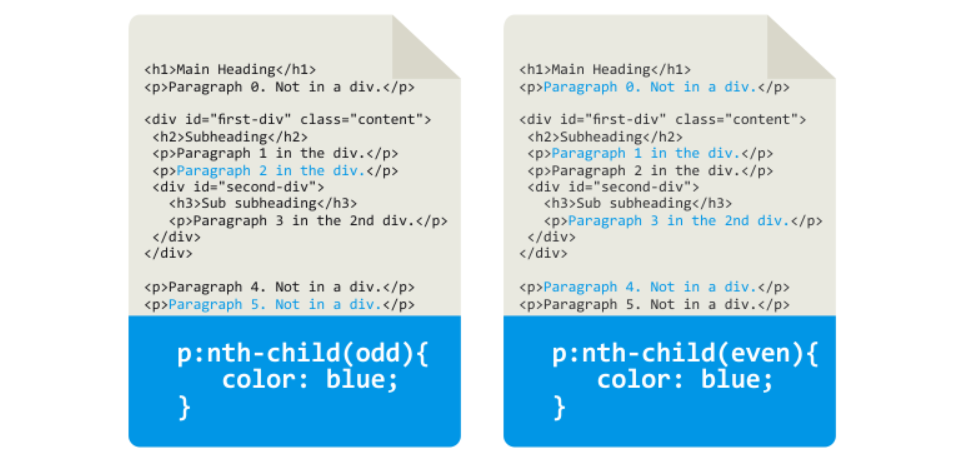 <h1>Main Heading</h1>
<p>Paragraph 0. Not in a div.</p>
<div id="first-div" class="content">
<h2>Subheading</h2>
<p>Paragraph 1 in the div.</p>
<p>Paragraph 2 in the div.</p>
<div id="second-div">
<h3>Sub subheading</h3>
<p>Paragraph 3 in the 2nd div.</p>
</div>
</div>
<p>Paragraph 4. Not in a div.</p>
<p>Paragraph 5. Not in a div.</p>
p:nth-child(odd){
color: blue;
}
<h1>Main Heading</h1>
<p>Paragraph 0. Not in a div.</p>
<div id="first-div" class="content">
<h2>Subheading</h2>
<p>Paragraph 1 in the div.</p>
<p>Paragraph 2 in the div.</p>
<div id="second-div">
<h3>Sub subheading</h3>
<p>Paragraph 3 in the 2nd div.</p>
</div>
</div>
<p>Paragraph 4. Not in a div.</p>
<p>Paragraph 5. Not in a div.</p>
p:nth-child(even){
color: blue;
}